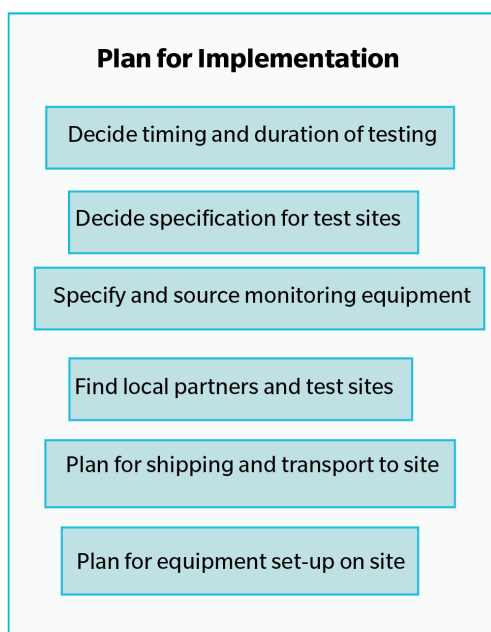 Plan for Implementation
Decide timing and duration of testing
Decide specification for test sites
Specify and source monitoring equipment
Find local partners and test sites
Plan for shipping and transport to site
Plan for equipment set-up on site